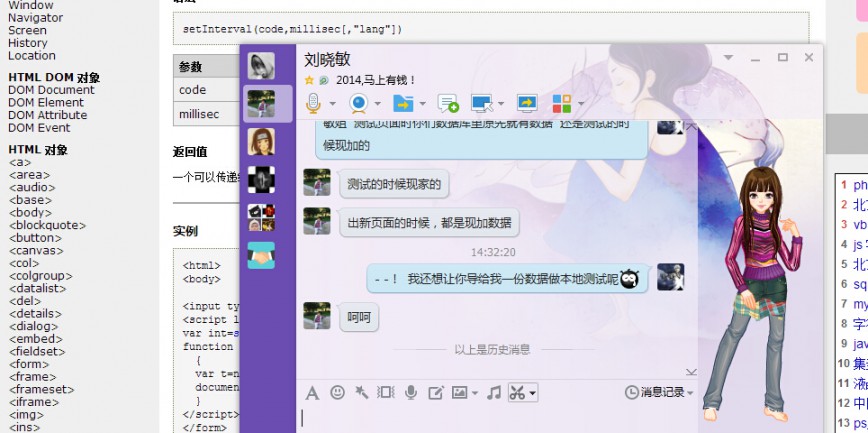 Window
Navigator
Screen
History
Location
HTML DOM 对象
DOM Document
DOM Element
DOM Attribute
DOM Event
HTML 对象
<a>
<area>
<audio>
<base>
<body>
<blockquote>
<button>
<canvas>
<col>
<colgroup>
<datalist>
<del>
<details>
<dialog>
<embed>
<fieldset>
<form>
<frame>
<frameset>
<iframe>
<img>
<ins>
setInterval(code,millisec[,"lang"])
参数
code
millisec
返回值
一个可以传递给
实例
<html>
<body>
<input ty
<script l
var int=s
function
{
var t=n
documen
}
</script>
</form>
刘晓敏
2014,马上有钱！
敏姐 测试页面时你们数据库里原先就有数据 还是测试的时
候现加的
测试的时候现家的
出新页面的时候，都是现加数据
14:32:20
- -！ 我还想让你导给我一份数据做本地测试呢
呵呵
以上是历史消息
消息记录
1 ph
2 北
3 vb
4 js
5 北
6 sq
7 my
8 字
9 jav
10 集
11 液
12 中
13 ps